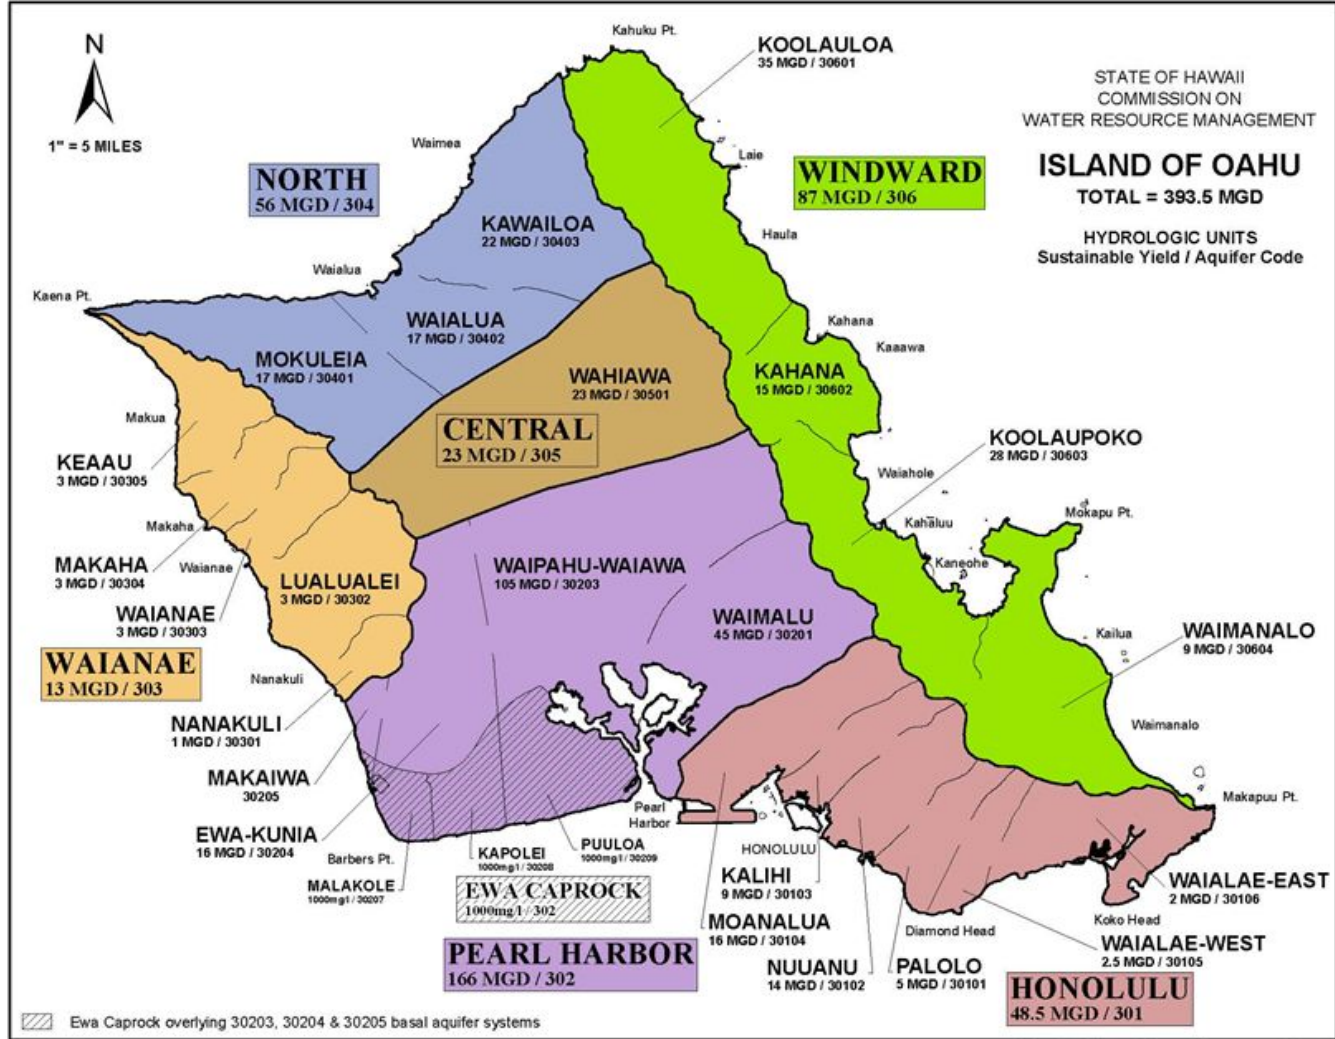 Kahuku Pt.
N
1" = 5 MILES
KOOLAULOA
35 MGD / 30601
STATE OF HAWAII
COMMISSION ON
WATER RESOURCE MANAGEMENT
ISLAND OF OAHU
TOTAL = 393.5 MGD
HYDROLOGIC UNITS
Sustainable Yield / Aquifer Code
Waimea
Laie
NORTH
56 MGD / 304
WINDWARD
87 MGD / 306
KAWAILOA
22 MGD / 30403
Haula
Waialua
Kaena Pt.
WAIALUA
17 MGD / 30402
Kahana
Kaaawa
MOKULEIA
17 MGD / 30401
WAHIAWA
23 MGD / 30501
KAHANA
15 MGD / 30602
Makua
CENTRAL
23 MGD / 305
KOOLAUPOKO
28 MGD / 30603
KEAAU
3 MGD / 30305
Waiahole
Mokapu Pt.
Makaha
Kahaluu
MAKAHA
3 MGD / 30304
Waianae
LUALUALEI
3 MGD / 30302
WAIPAHU-WAIAWA
105 MGD / 30203
Kaneohe
WAIANAE
3 MGD / 30303
WAIMALU
45 MGD / 30201
Kailua
WAIMANALO
9 MGD / 30604
WAIANAE
13 MGD / 303
Nanakuli
NANAKULI
1 MGD / 30301
Waimanalo
MAKAIWA
30205
Makapuu Pt.
Pearl
Harbor
EWA-KUNIA
16 MGD / 30204
Barbers Pt.
KAPOLEI
1000mg/l / 30208
PUULOA
1000mg/l / 30209
HONOLULU
MALAKOLE
1000mg/l / 30207
EWA CAPROCK
1000mg/l / 302
KALIHI
9 MGD / 30103
WAIALAE-EAST
2 MGD / 30106
MOANALUA
16 MGD / 30104
Diamond Head
Koko Head
WAIALAE-WEST
2.5 MGD / 30105
PEARL HARBOR
166 MGD / 302
NUUANU
14 MGD / 30102
PALOLO
5 MGD / 30101
HONOLULU
48.5 MGD / 301
Ewa Caprock overlying 30203, 30204 & 30205 basal aquifer systems